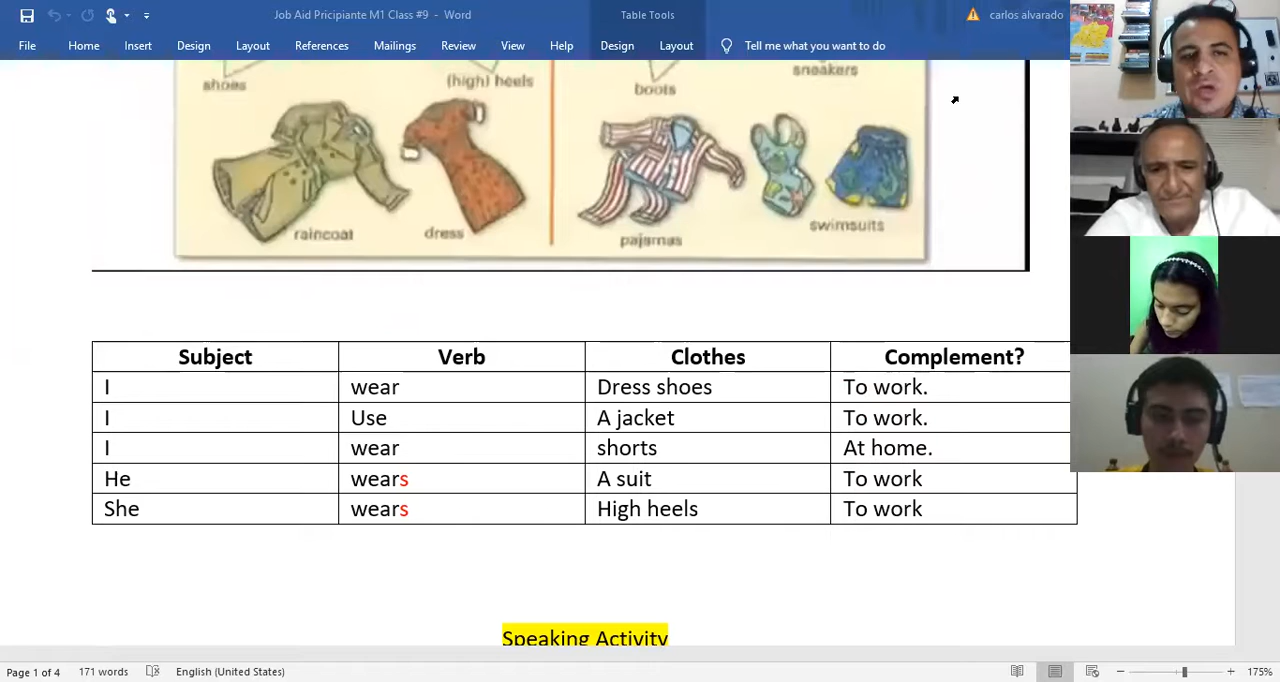 Job Aid Pricipiante M1 Class #9 - Word
Table Tools
carlos alvarado
File Home Insert Design Layout References Mailings Review View Help Design Layout Tell me what you want to do
shoes (high) heels boots sneakers
raincoat dress pajamas swimsuits
Subject Verb Clothes Complement?
I wear Dress shoes To work.
I Use A jacket To work.
I wear shorts At home.
He wears A suit To work
She wears High heels To work
Speaking Activity
Page 1 of 4 171 words English (United States) 175%